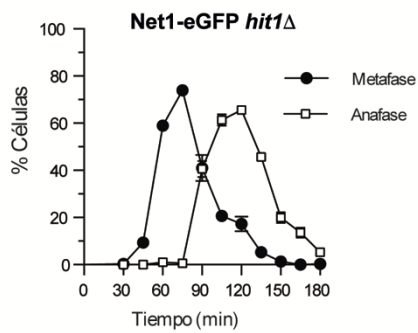 Net1-eGFP hit1Δ
100
80
60
40
20
0
% Células
0 30 60 90 120 150 180
Tiempo (min)
Metafase
Anafase